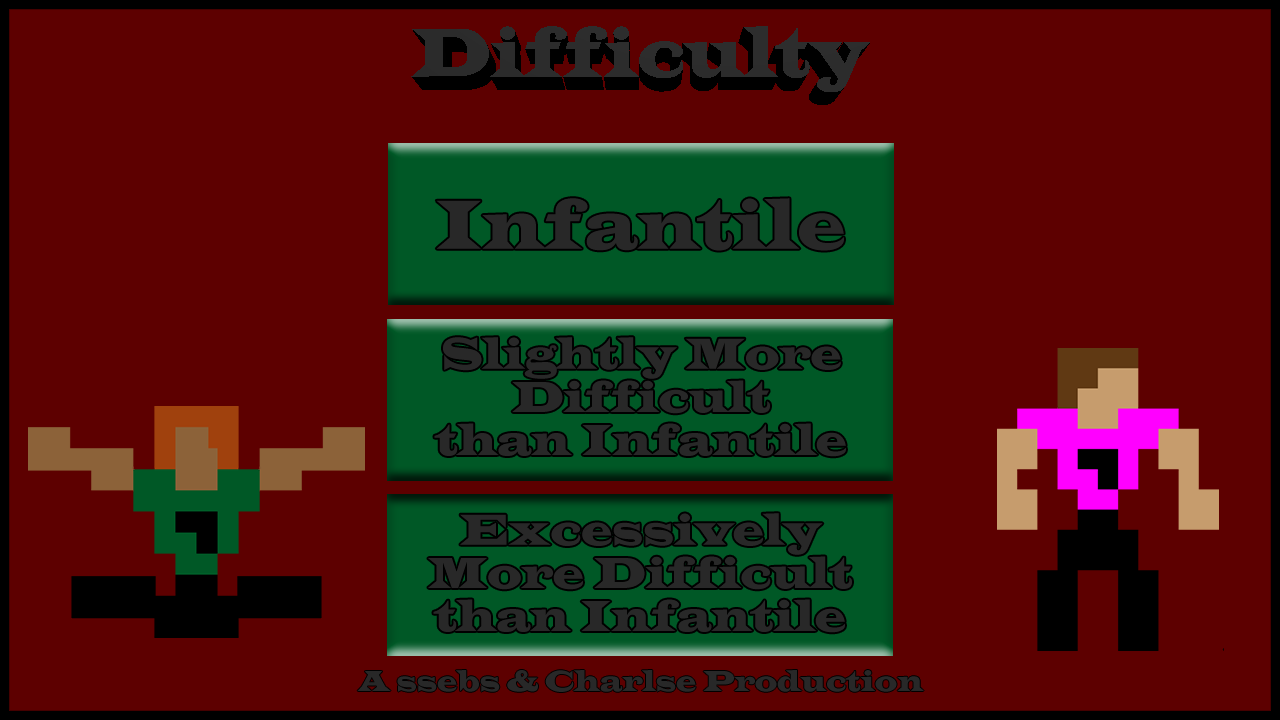 Difficulty
Infantile
Slightly More
Difficult
than Infantile
Excessively
More Difficult
than Infantile
A ssebs & Charlse Production